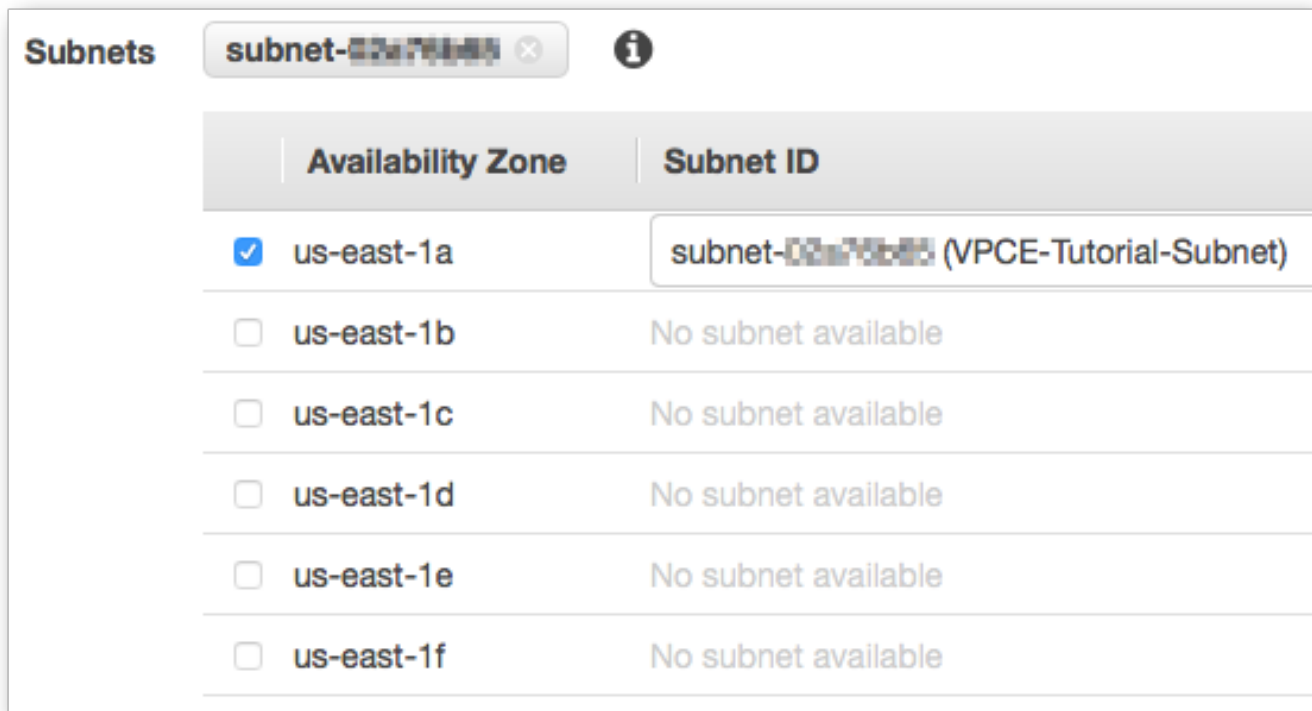 Subnets subnet-
Availability Zone Subnet ID
us-east-1a subnet- (VPCE-Tutorial-Subnet)
us-east-1b No subnet available
us-east-1c No subnet available
us-east-1d No subnet available
us-east-1e No subnet available
us-east-1f No subnet available